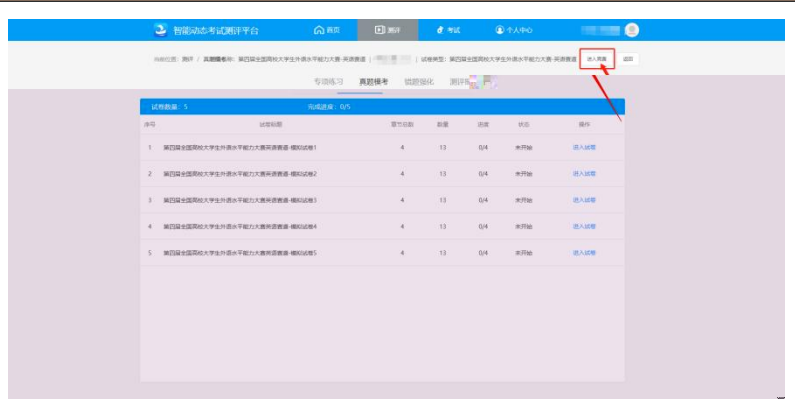 智能动态考试测评平台 首页 测评 考试 个人中心
当前位置：测评 / 真题模考
第四届全国高校大学生外语水平能力大赛-英语赛道 | 试卷类型：第四届全国高校大学生外语水平能力大赛-英语赛道 进入竞赛 返回
专项练习 真题模考 错题强化 测评
试卷数量：5 完成进度：0/5
序号 试卷标题 章节总数 题量 进度 状态 操作
1 第四届全国高校大学生外语水平能力大赛英语赛道-模拟试卷1 4 13 0/4 未开始 进入试卷
2 第四届全国高校大学生外语水平能力大赛英语赛道-模拟试卷2 4 13 0/4 未开始 进入试卷
3 第四届全国高校大学生外语水平能力大赛英语赛道-模拟试卷3 4 13 0/4 未开始 进入试卷
4 第四届全国高校大学生外语水平能力大赛英语赛道-模拟试卷4 4 13 0/4 未开始 进入试卷
5 第四届全国高校大学生外语水平能力大赛英语赛道-模拟试卷5 4 13 0/4 未开始 进入试卷